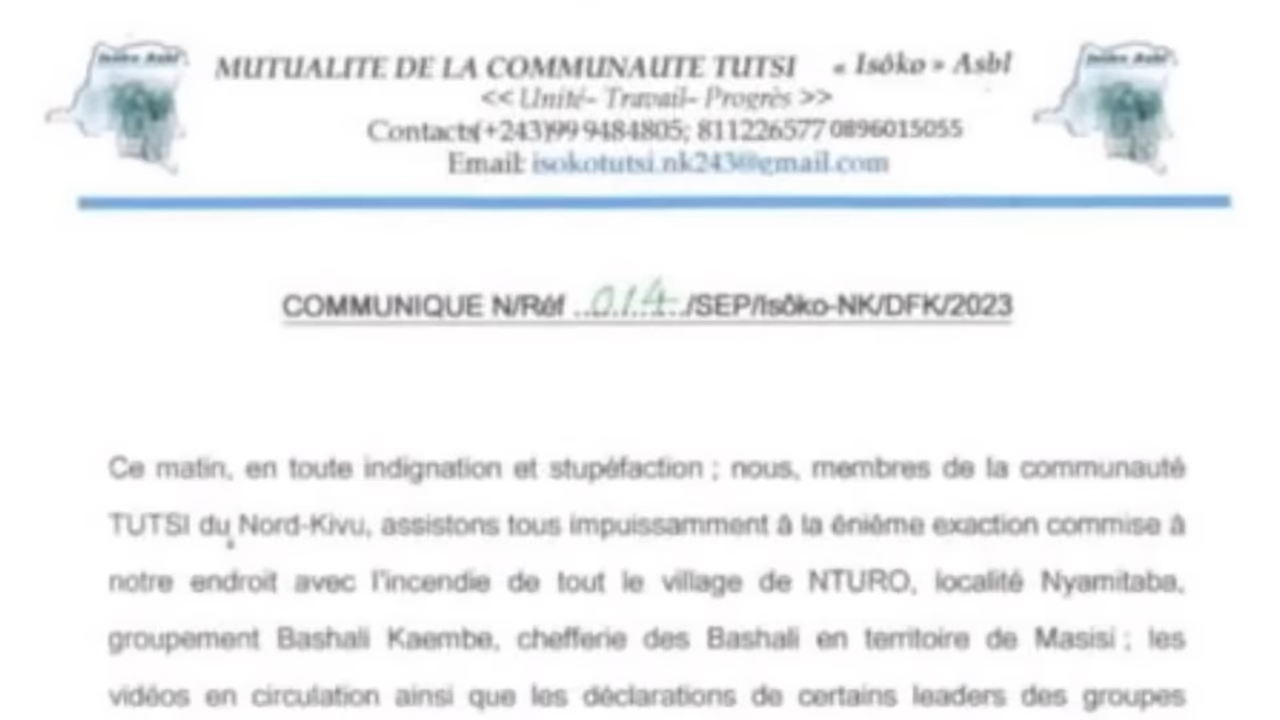 Isôko Asbl
Isôko Asbl
MUTUALITE DE LA COMMUNAUTE TUTSI « Isôko » Asbl
<< Unité- Travail- Progrès >>
Contacts(+243)99 9484805; 811226577 0896015055
Email: isokotutsi.nk243@gmail.com
COMMUNIQUE N/Réf ..014../SEP/Isôko-NK/DFK/2023
Ce matin, en toute indignation et stupéfaction ; nous, membres de la communauté
TUTSI du Nord-Kivu, assistons tous impuissamment à la énième exaction commise à
notre endroit avec l'incendie de tout le village de NTURO, localité Nyamitaba,
groupement Bashali Kaembe, chefferie des Bashali en territoire de Masisi ; les
vidéos en circulation ainsi que les déclarations de certains leaders des groupes